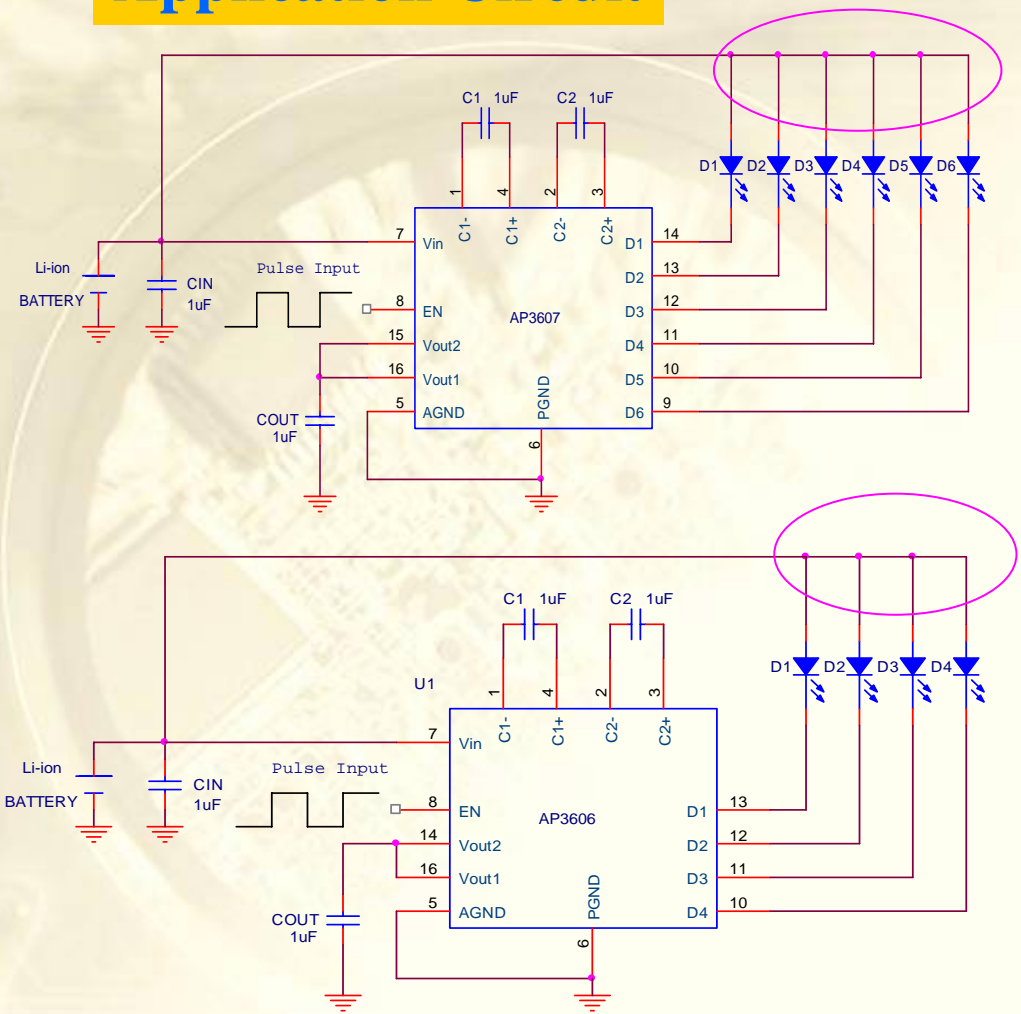 Application Circuit
C1 1uF C2 1uF
D1 D2 D3 D4 D5 D6
1 4 2 3
C1- C1+ C2- C2+
7 Vin D1 14
Li-ion
BATTERY
CIN
1uF
Pulse Input
D2 13
8 EN AP3607 D3 12
15 Vout2 D4 11
16 Vout1 D5 10
5 AGND PGND D6 9
COUT
1uF
6
C1 1uF C2 1uF
D1 D2 D3 D4
U1
1 4 2 3
C1- C1+ C2- C2+
7 Vin
Li-ion
BATTERY
CIN
1uF
Pulse Input
8 EN AP3606 D1 13
14 Vout2 D2 12
16 Vout1 D3 11
5 AGND PGND D4 10
COUT
1uF
6